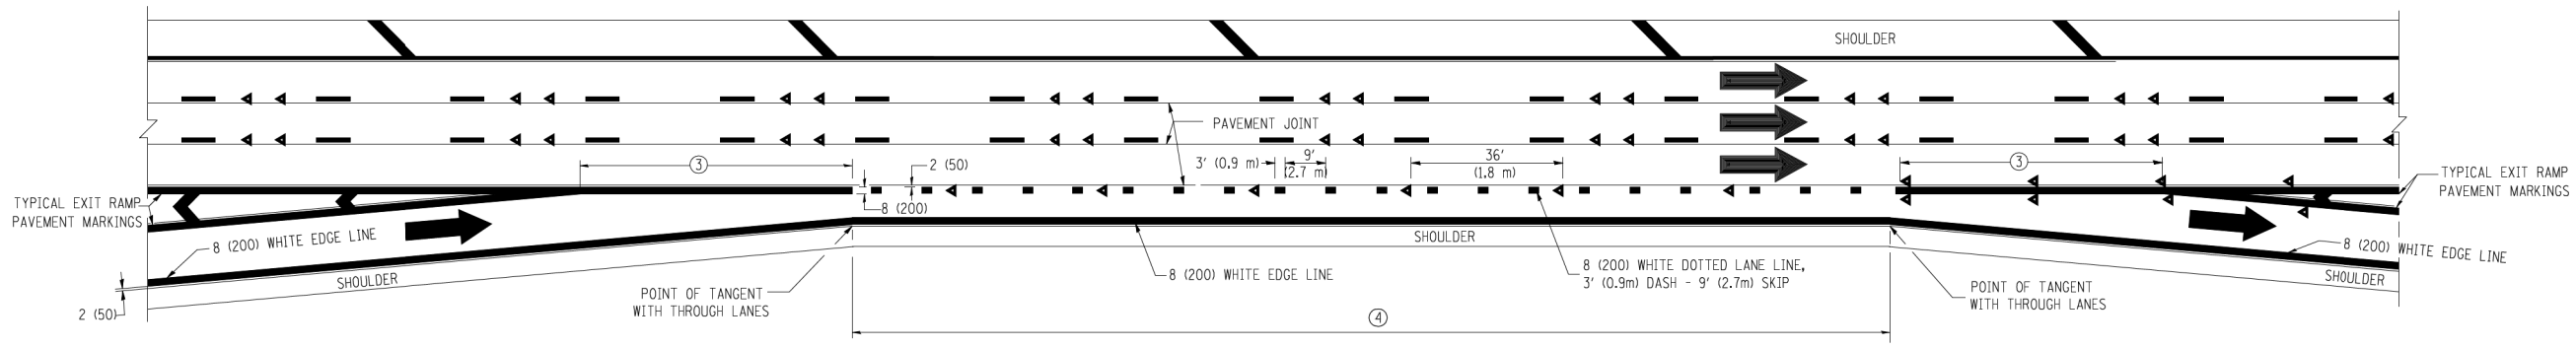 SHOULDER
PAVEMENT JOINT
3
2 (50)
3' (0.9 m)
9'
(2.7 m)
36'
(1.8 m)
3
TYPICAL EXIT RAMP
PAVEMENT MARKINGS
TYPICAL EXIT RAMP
PAVEMENT MARKINGS
8 (200)
8 (200) WHITE EDGE LINE
SHOULDER
8 (200) WHITE EDGE LINE
SHOULDER
2 (50)
POINT OF TANGENT
WITH THROUGH LANES
8 (200) WHITE EDGE LINE
8 (200) WHITE DOTTED LANE LINE,
3' (0.9m) DASH - 9' (2.7m) SKIP
POINT OF TANGENT
WITH THROUGH LANES
SHOULDER
4